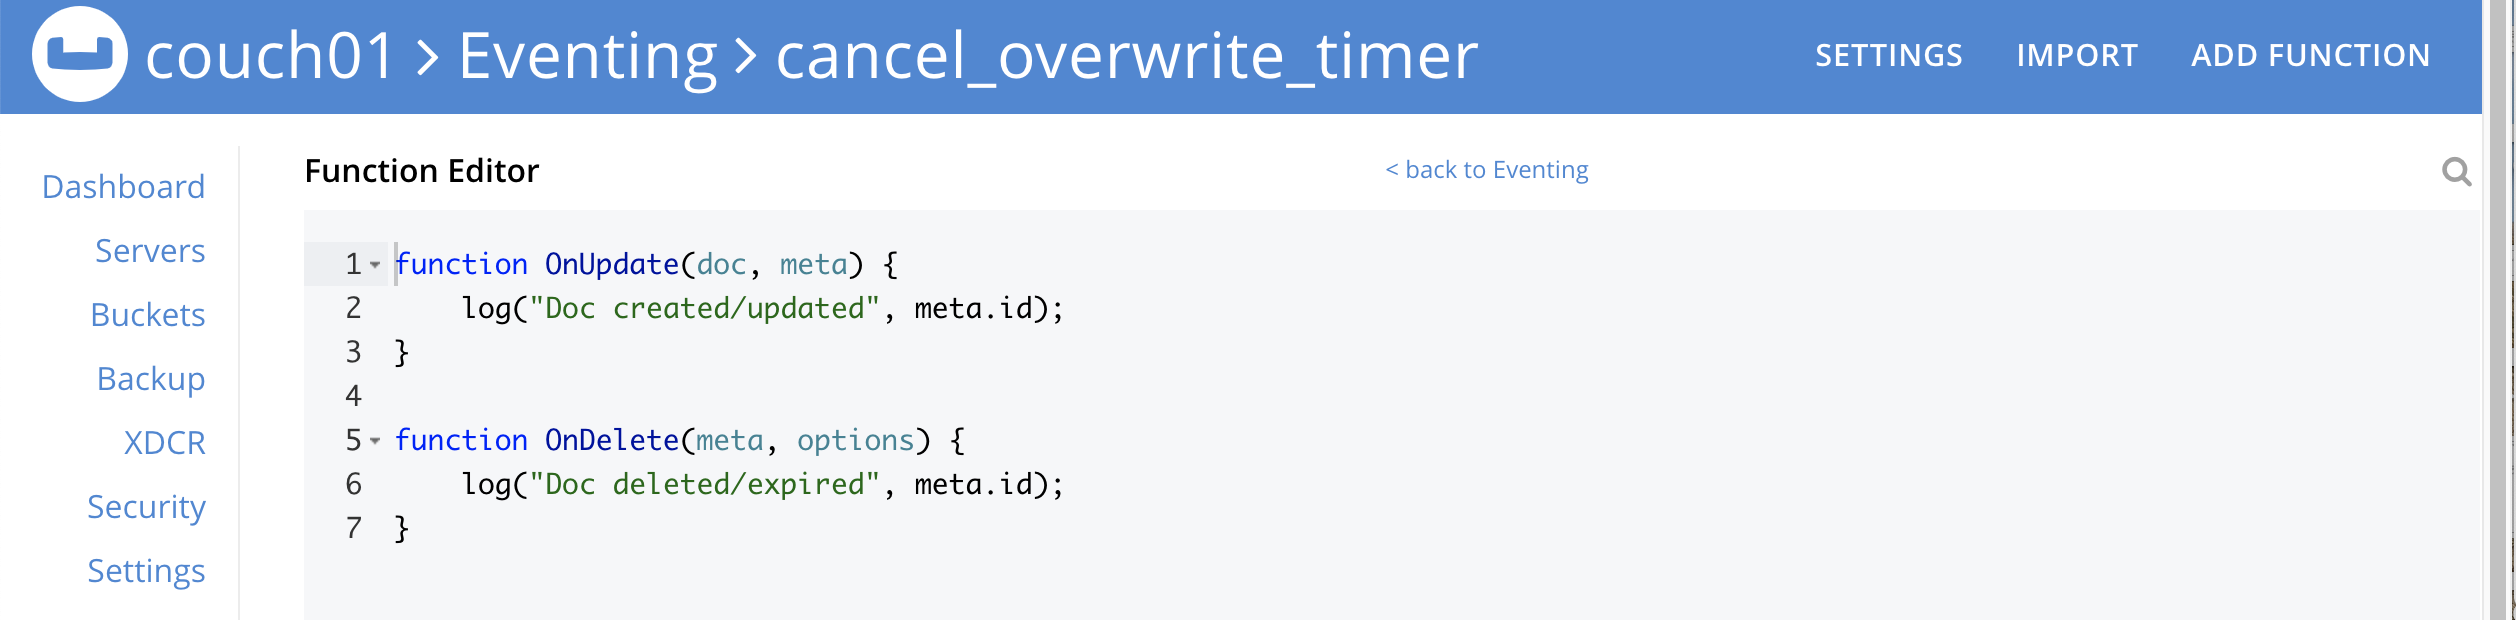 couch01 > Eventing > cancel_overwrite_timer
SETTINGS IMPORT ADD FUNCTION
Dashboard
Servers
Buckets
Backup
XDCR
Security
Settings
Function Editor
< back to Eventing
1 function OnUpdate(doc, meta) {
2     log("Doc created/updated", meta.id);
3 }
4
5 function OnDelete(meta, options) {
6     log("Doc deleted/expired", meta.id);
7 }